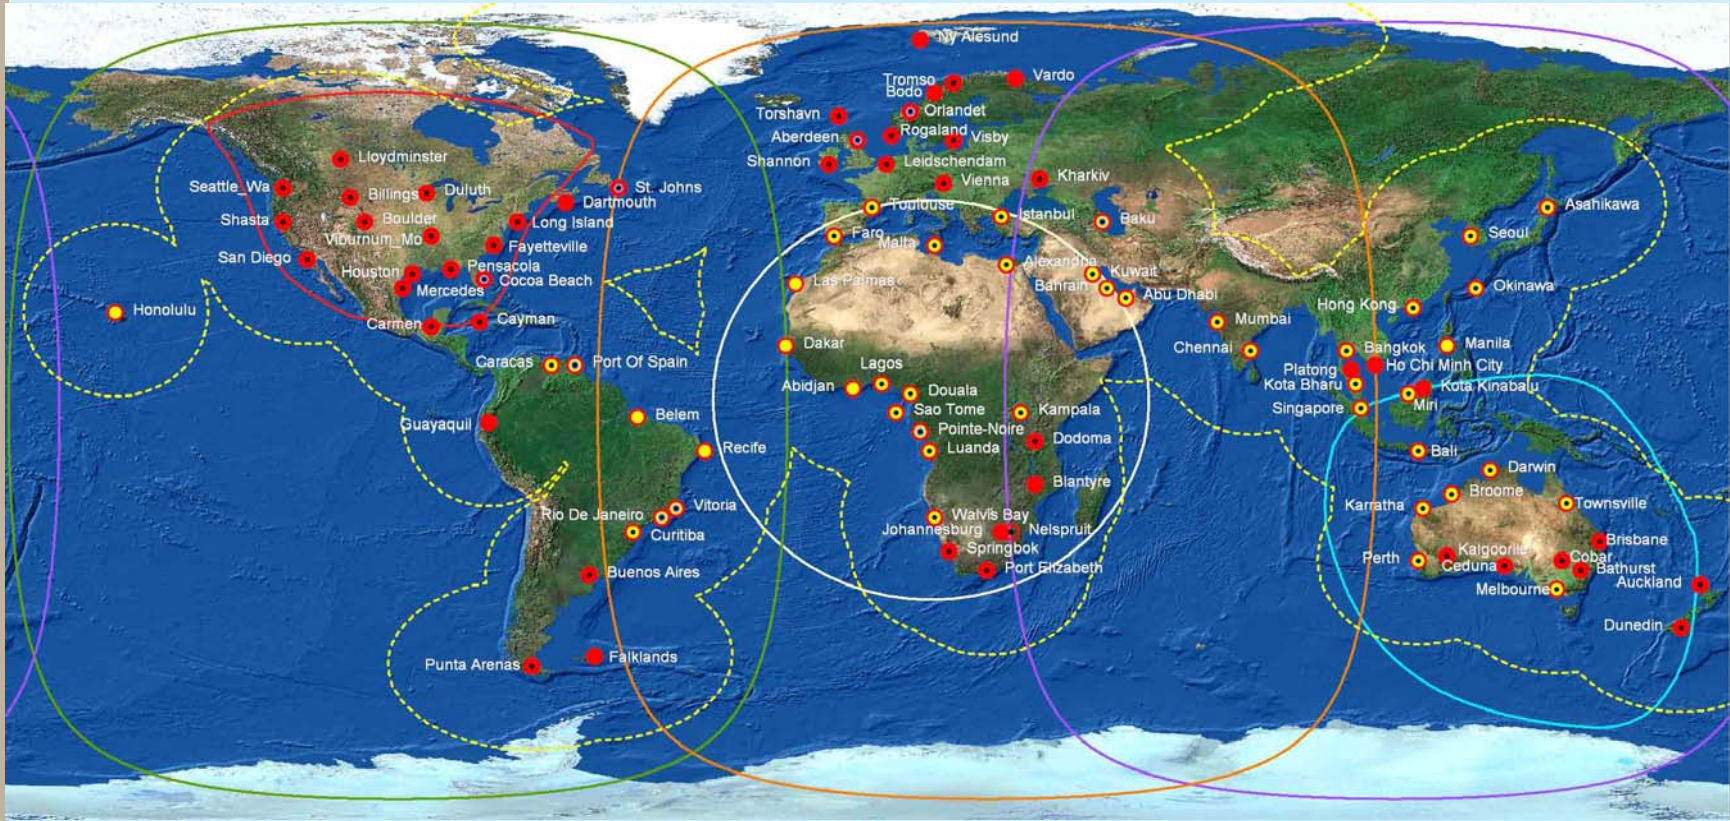 Ny Alesund
Tromso
Vardo
Bodo
Orlandet
Torshavn
Rogaland
Aberdeen
Visby
Shannon
Leidschendam
Vienna
Kharkiv
Lloydminster
Seattle_Wa
Billings
Duluth
St. Johns
Dartmouth
Shasta
Boulder
Long Island
Viburnum_Mo
Fayetteville
San Diego
Houston
Pensacola
Cocoa Beach
Mercedes
Honolulu
Carmen
Cayman
Caracas
Port Of Spain
Guayaquil
Belem
Recife
Vitoria
Rio De Janeiro
Curitiba
Buenos Aires
Punta Arenas
Falklands
Toulouse
Istanbul
Baku
Faro
Malta
Alexandria
Kuwait
Las Palmas
Bahrain
Abu Dhabi
Dakar
Lagos
Abidjan
Douala
Sao Tome
Kampala
Pointe-Noire
Dodoma
Luanda
Blantyre
Walvis Bay
Johannesburg
Nelspruit
Springbok
Port Elizabeth
Asahikawa
Seoul
Okinawa
Hong Kong
Mumbai
Chennai
Bangkok
Manila
Platong
Ho Chi Minh City
Kota Bharu
Kota Kinabalu
Singapore
Miri
Bali
Darwin
Broome
Karratha
Townsville
Brisbane
Perth
Kalgoorlie
Cobar
Ceduna
Bathurst
Auckland
Melbourne
Dunedin